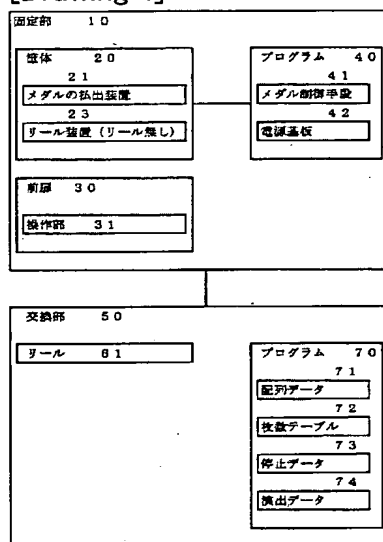 固定部 10
筐体 20
21
メダルの払出装置
23
リール装置(リール無し)
プログラム 40
41
メダル制御手段
42
電源基板
前扉 30
操作部 31
交換部 50
リール 61
プログラム 70
71
配列データ
72
枚数テーブル
73
停止データ
74
演出データ